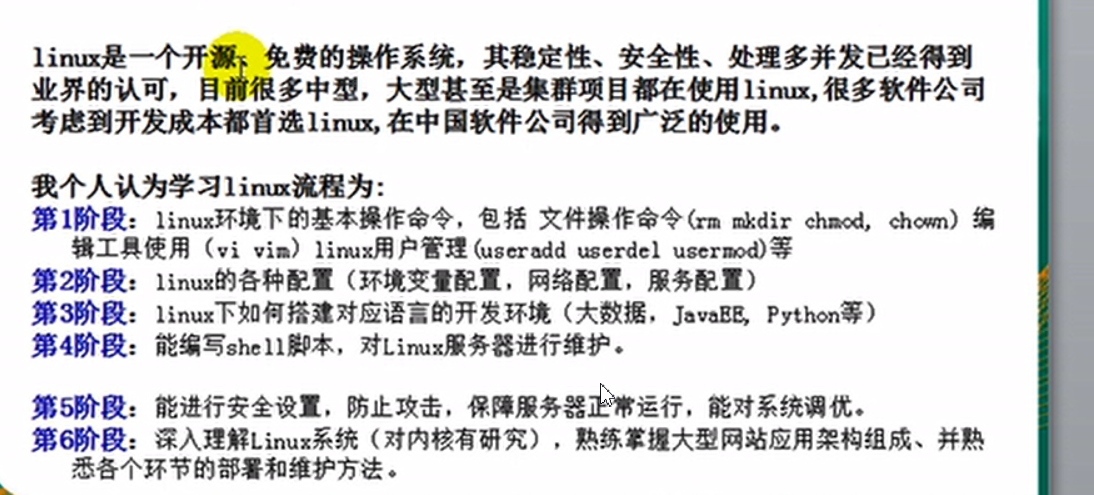 linux是一个开源、免费的操作系统，其稳定性、安全性、处理多并发已经得到
业界的认可，目前很多中型，大型甚至是集群项目都在使用linux,很多软件公司
考虑到开发成本都首选linux,在中国软件公司得到广泛的使用。
我个人认为学习linux流程为:
第1阶段：linux环境下的基本操作命令，包括 文件操作命令(rm mkdir chmod, chown) 编
辑工具使用（vi vim）linux用户管理(useradd userdel usermod)等
第2阶段：linux的各种配置（环境变量配置，网络配置，服务配置）
第3阶段：linux下如何搭建对应语言的开发环境（大数据，JavaEE, Python等）
第4阶段：能编写shell脚本，对Linux服务器进行维护。
第5阶段：能进行安全设置，防止攻击，保障服务器正常运行，能对系统调优。
第6阶段：深入理解Linux系统（对内核有研究），熟练掌握大型网站应用架构组成、并熟
悉各个环节的部署和维护方法。